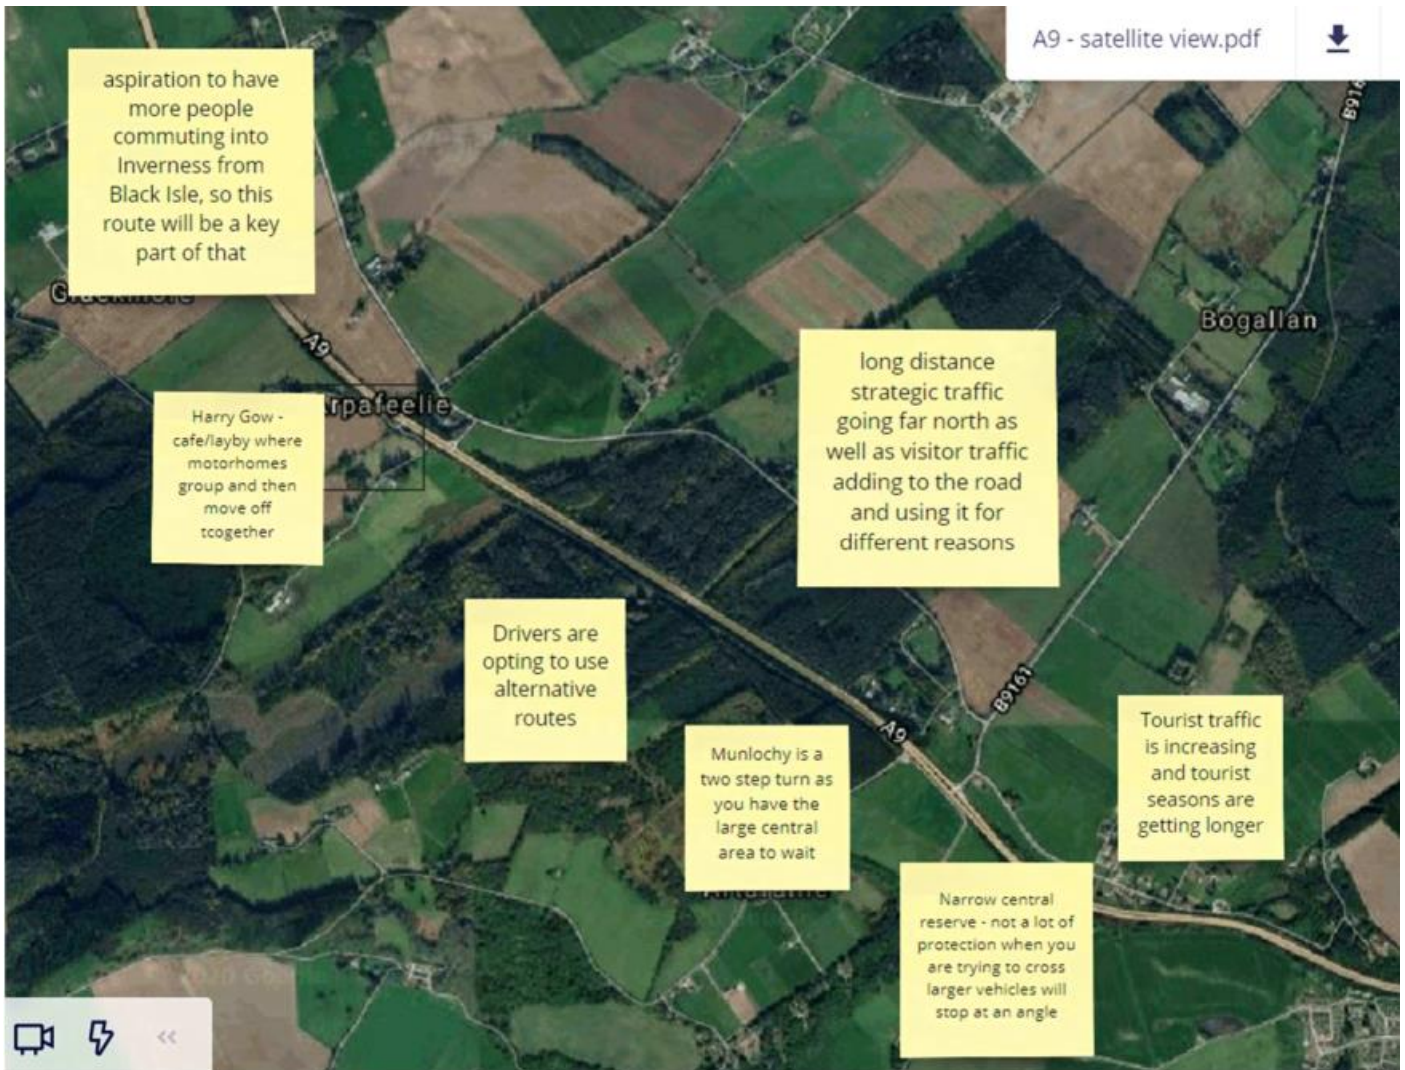 A9 - satellite view.pdf
aspiration to have
more people
commuting into
Inverness from
Black Isle, so this
route will be a key
part of that
A9
Arpafeelie
Harry Gow -
cafe/layby where
motorhomes
group and then
move off
tcogether
Bogallan
long distance
strategic traffic
going far north as
well as visitor traffic
adding to the road
and using it for
different reasons
Drivers are
opting to use
alternative
routes
B9161
A9
Munlochy is a
two step turn as
you have the
large central
area to wait
Tourist traffic
is increasing
and tourist
seasons are
getting longer
Narrow central
reserve - not a lot of
protection when you
are trying to cross
larger vehicles will
stop at an angle